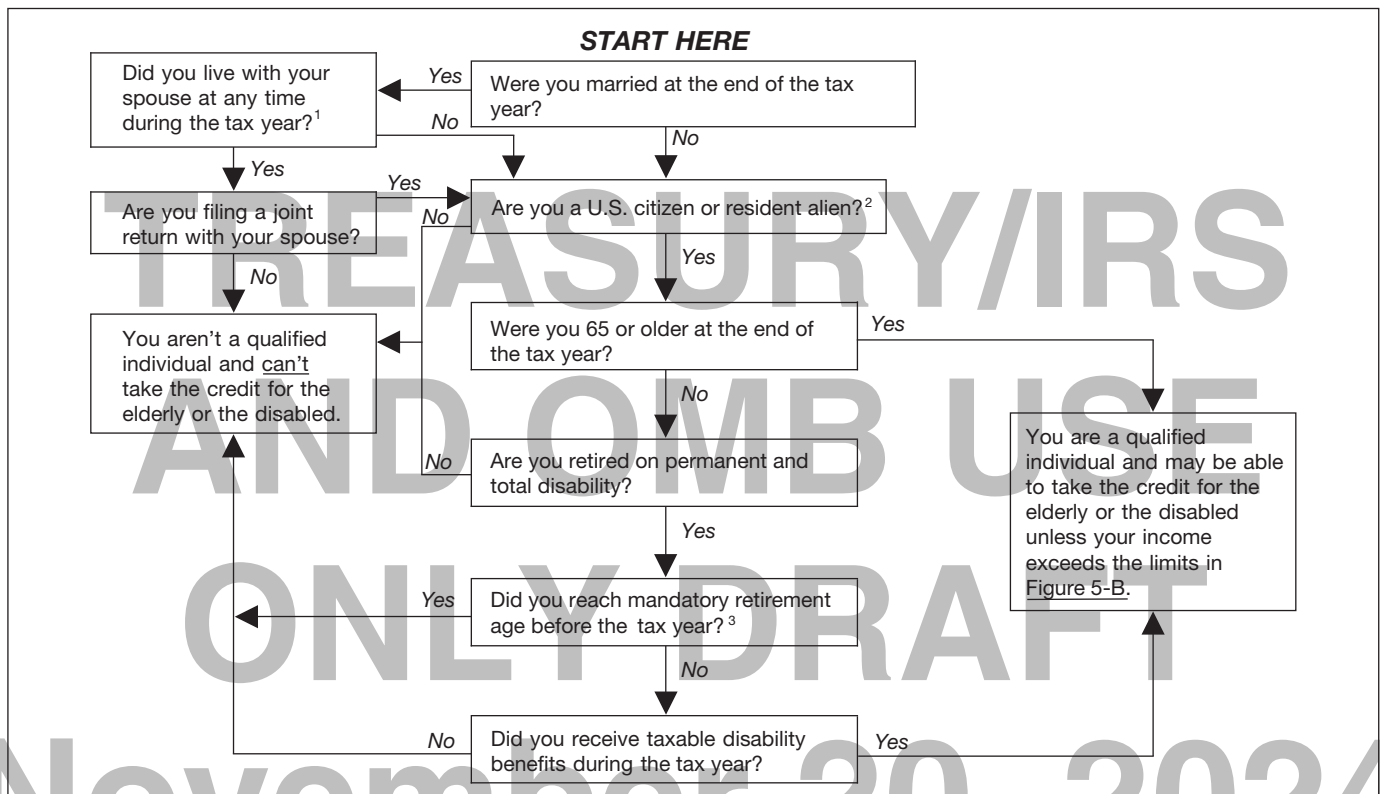 START HERE
Did you live with your
spouse at any time
during the tax year?1
Yes
Were you married at the end of the tax
year?
No
No
Yes
Are you filing a joint
return with your spouse?
Yes
No
Are you a U.S. citizen or resident alien?2
No
Yes
You aren't a qualified
individual and can't
take the credit for the
elderly or the disabled.
Were you 65 or older at the end of
the tax year?
Yes
No
No
Are you retired on permanent and
total disability?
You are a qualified
individual and may be able
to take the credit for the
elderly or the disabled
unless your income
exceeds the limits in
Figure 5-B.
Yes
Yes
Did you reach mandatory retirement
age before the tax year?3
No
No
Did you receive taxable disability
benefits during the tax year?
Yes
TREASURY/IRS
AND OMB USE
ONLY DRAFT
November 20, 2024